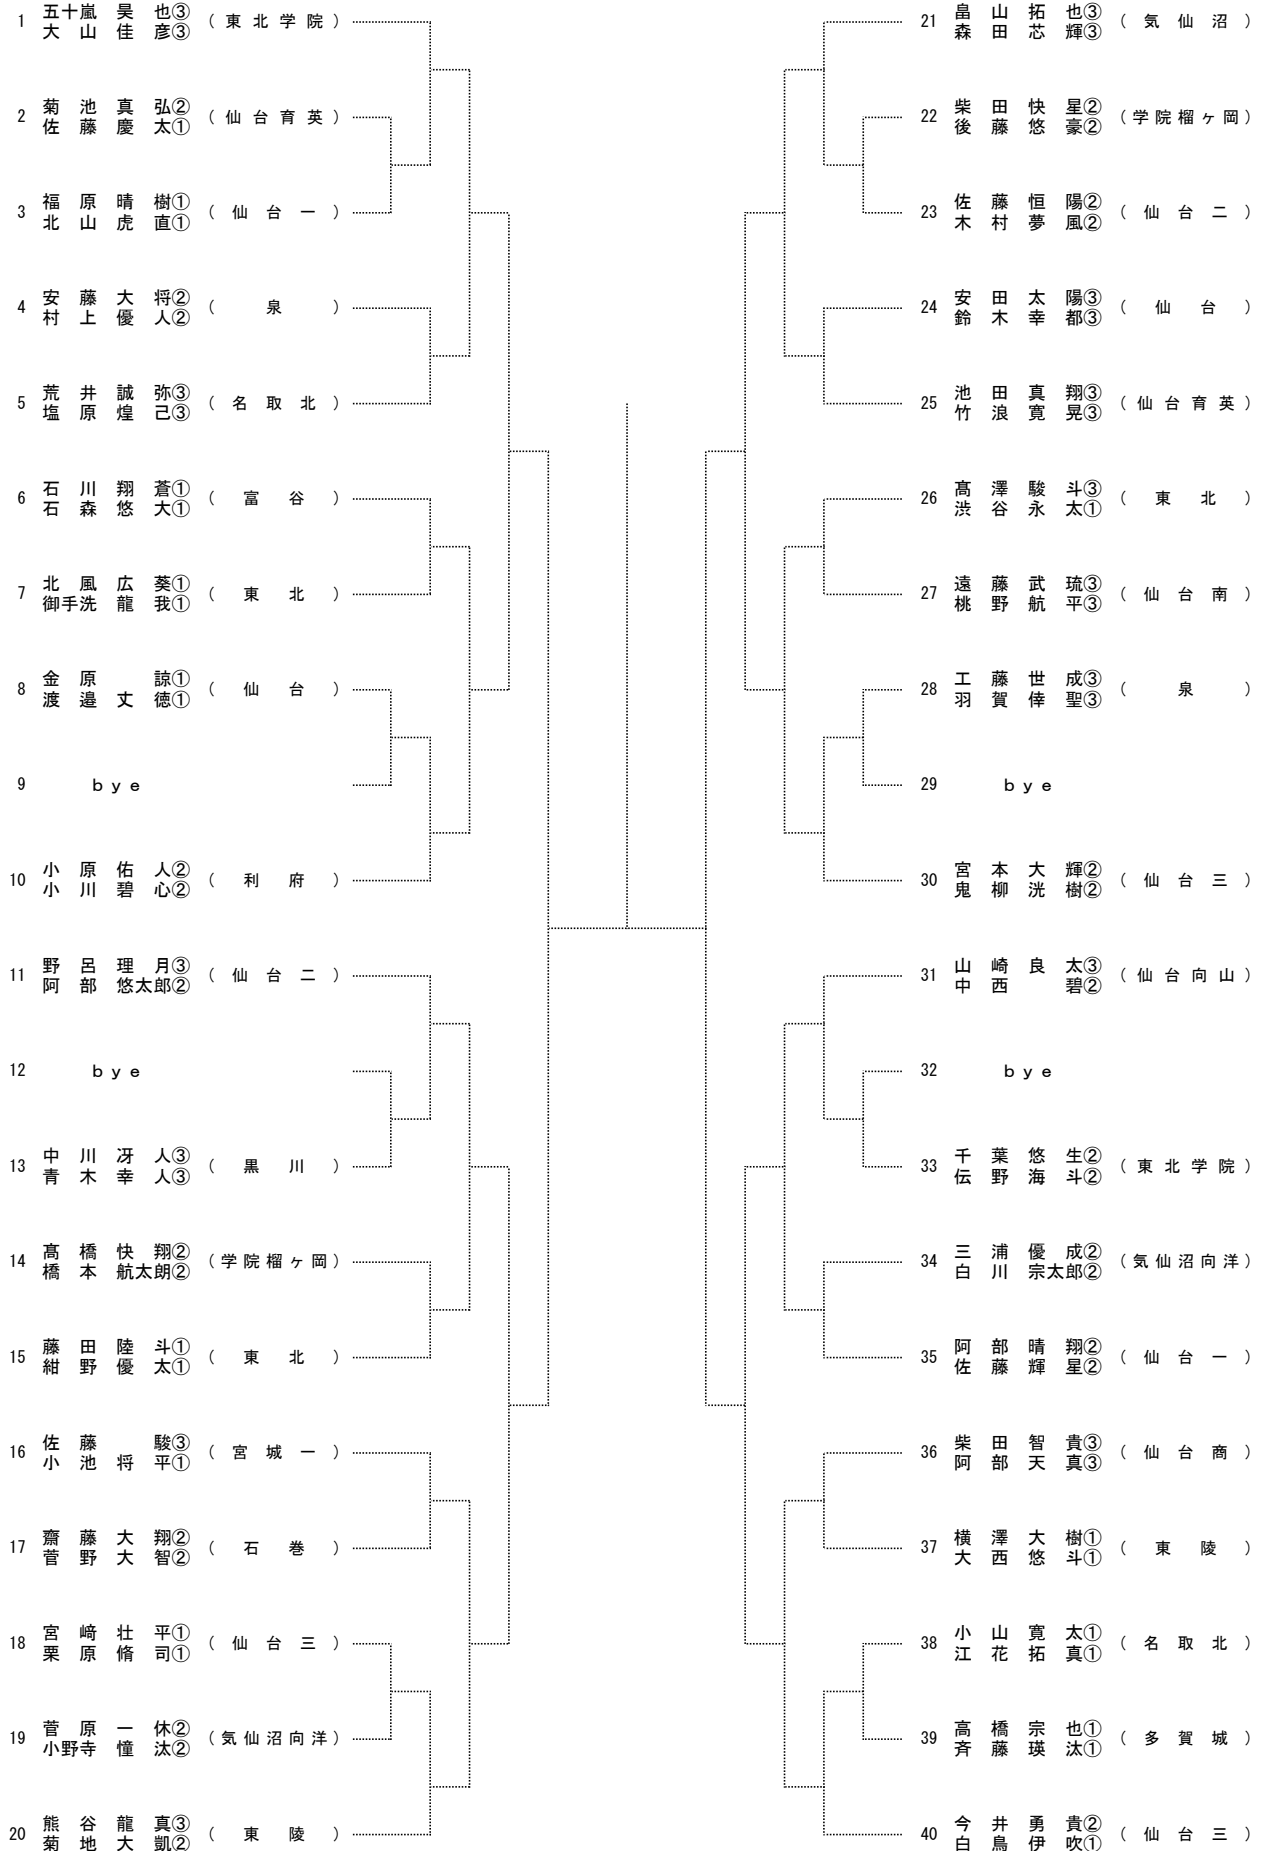 五十嵐 昊 也③
1 (東北学院)
大 山 佳 彦③
菊 池 真 弘②
2 (仙台育英)
佐 藤 慶 太①
福 原 晴 樹①
3 (仙台一)
北 山 虎 直①
安 藤 大 将②
4 (泉)
村 上 優 人②
荒 井 誠 弥③
5 (名取北)
塩 原 煌 己③
石 川 翔 蒼①
6 (富谷)
石 森 悠 大①
北 風 広 葵①
7 (東北)
御手洗 龍 我①
金 原 諒①
8 (仙台)
渡 邉 丈 徳①
9 bye
小 原 佑 人②
10 (利府)
小 川 碧 心②
野 呂 理 月③
11 (仙台二)
阿 部 悠太郎②
12 bye
中 川 冴 人③
13 (黒川)
青 木 幸 人③
髙 橋 快 翔②
14 (学院榴ヶ岡)
橋 本 航太朗②
藤 田 陸 斗①
15 (東北)
紺 野 優 太①
佐 藤 駿③
16 (宮城一)
小 池 将 平①
齋 藤 大 翔②
17 (石巻)
菅 野 大 智②
宮 﨑 壮 平①
18 (仙台三)
栗 原 脩 司①
菅 原 一 休②
19 (気仙沼向洋)
小野寺 憧 汰②
熊 谷 龍 真③
20 (東陵)
菊 地 大 凱②
畠 山 拓 也③
21 (気仙沼)
森 田 芯 輝③
柴 田 快 星②
22 (学院榴ヶ岡)
後 藤 悠 豪②
佐 藤 恒 陽②
23 (仙台二)
木 村 夢 風②
安 田 太 陽③
24 (仙台)
鈴 木 幸 都③
池 田 真 翔③
25 (仙台育英)
竹 浪 寛 晃③
髙 澤 駿 斗③
26 (東北)
渋 谷 永 太①
遠 藤 武 琉③
27 (仙台南)
桃 野 航 平③
工 藤 世 成③
28 (泉)
羽 賀 倖 聖③
29 bye
宮 本 大 輝②
30 (仙台三)
鬼 柳 洸 樹②
山 崎 良 太③
31 (仙台向山)
中 西 碧②
32 bye
千 葉 悠 生②
33 (東北学院)
伝 野 海 斗②
三 浦 優 成②
34 (気仙沼向洋)
白 川 宗太郎②
阿 部 晴 翔②
35 (仙台一)
佐 藤 輝 星②
柴 田 智 貴③
36 (仙台商)
阿 部 天 真③
横 澤 大 樹①
37 (東陵)
大 西 悠 斗①
小 山 寛 太①
38 (名取北)
江 花 拓 真①
高 橋 宗 也①
39 (多賀城)
斉 藤 瑛 汰①
今 井 勇 貴②
40 (仙台三)
白 鳥 伊 吹①